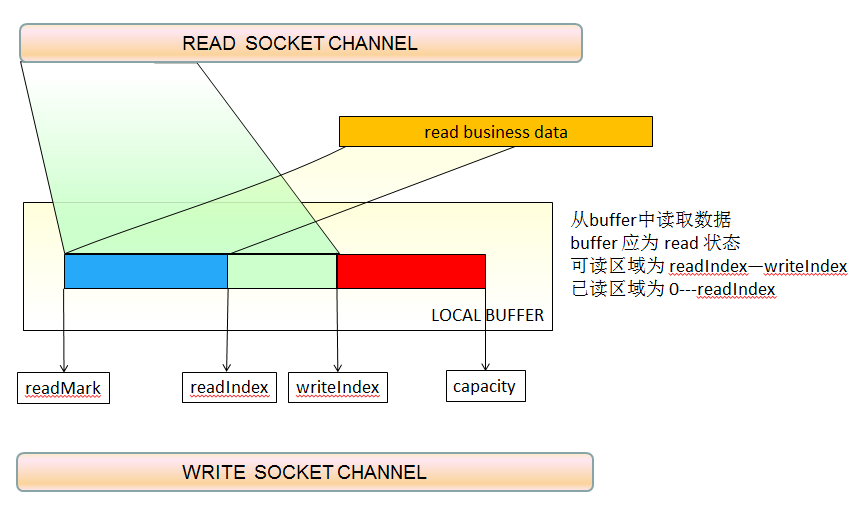 READ SOCKET CHANNEL
read business data
从buffer中读取数据
buffer 应为 read 状态
可读区域为 readIndex—writeIndex
已读区域为 0---readIndex
LOCAL BUFFER
readMark
readIndex
writeIndex
capacity
WRITE SOCKET CHANNEL